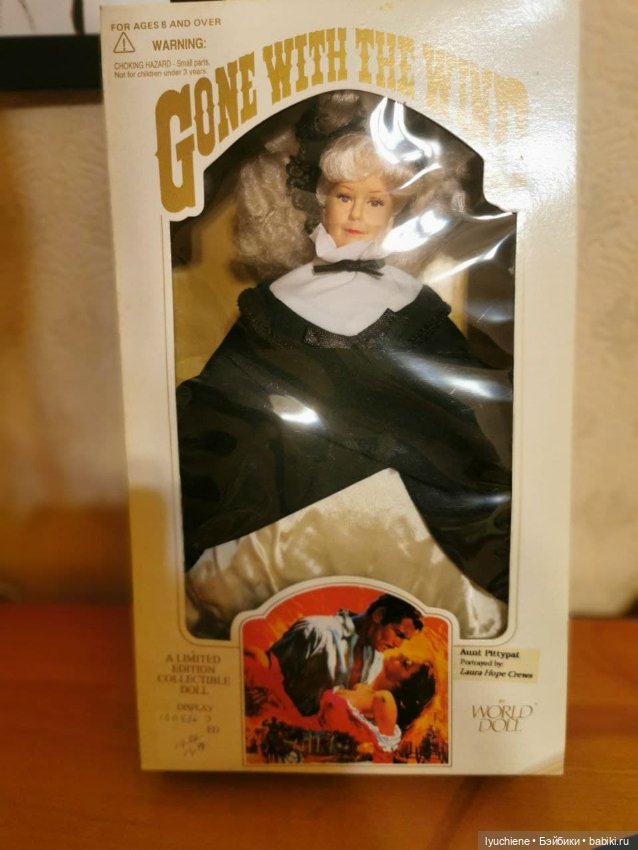 FOR AGES 8 AND OVER
WARNING:
CHOKING HAZARD - Small parts.
Not for children under 3 years.
GONE WITH THE WIND
A LIMITED
EDITION
COLLECTIBLE
DOLL
DISPLAY
ED
Aunt Pittypat
Portrayed by:
Laura Hope Crews
BY
WORLD
DOLL
lyuchiene • Бэйбики • babiki.ru